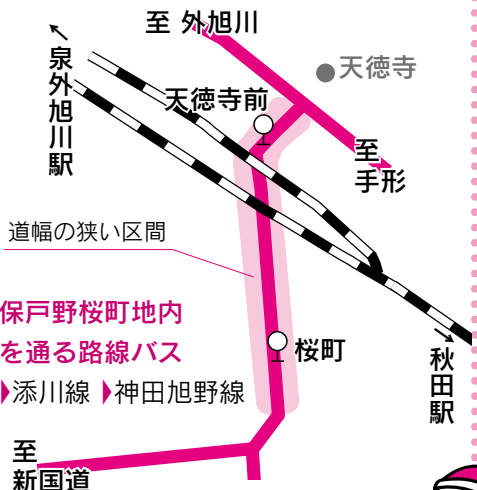 至 外旭川
天徳寺
泉外旭川駅
天徳寺前
至
手形
道幅の狭い区間
保戸野桜町地内
を通る路線バス
添川線 神田旭野線
桜町
秋田駅
至
新国道